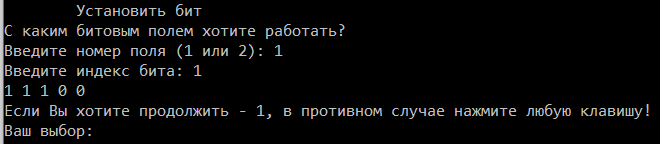 Установить бит
С каким битовым полем хотите работать?
Введите номер поля (1 или 2): 1
Введите индекс бита: 1
1 1 1 0 0
Если Вы хотите продолжить - 1, в противном случае нажмите любую клавишу!
Ваш выбор: